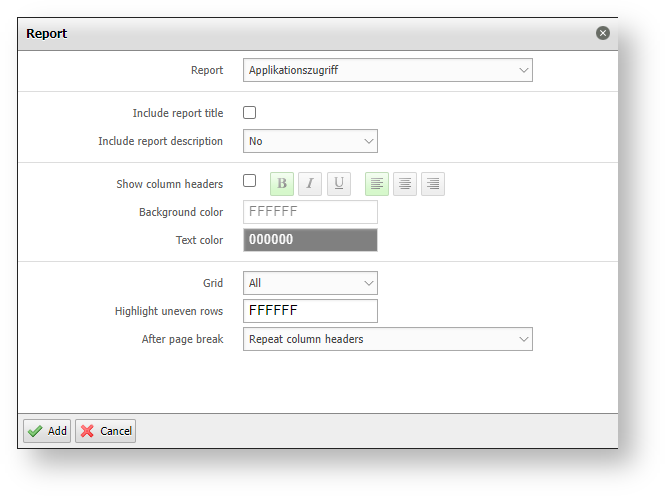 Report
Report Applikationszugriff
Include report title
Include report description No
Show column headers B I U
Background color FFFFFF
Text color 000000
Grid All
Highlight uneven rows FFFFFF
After page break Repeat column headers
Add Cancel